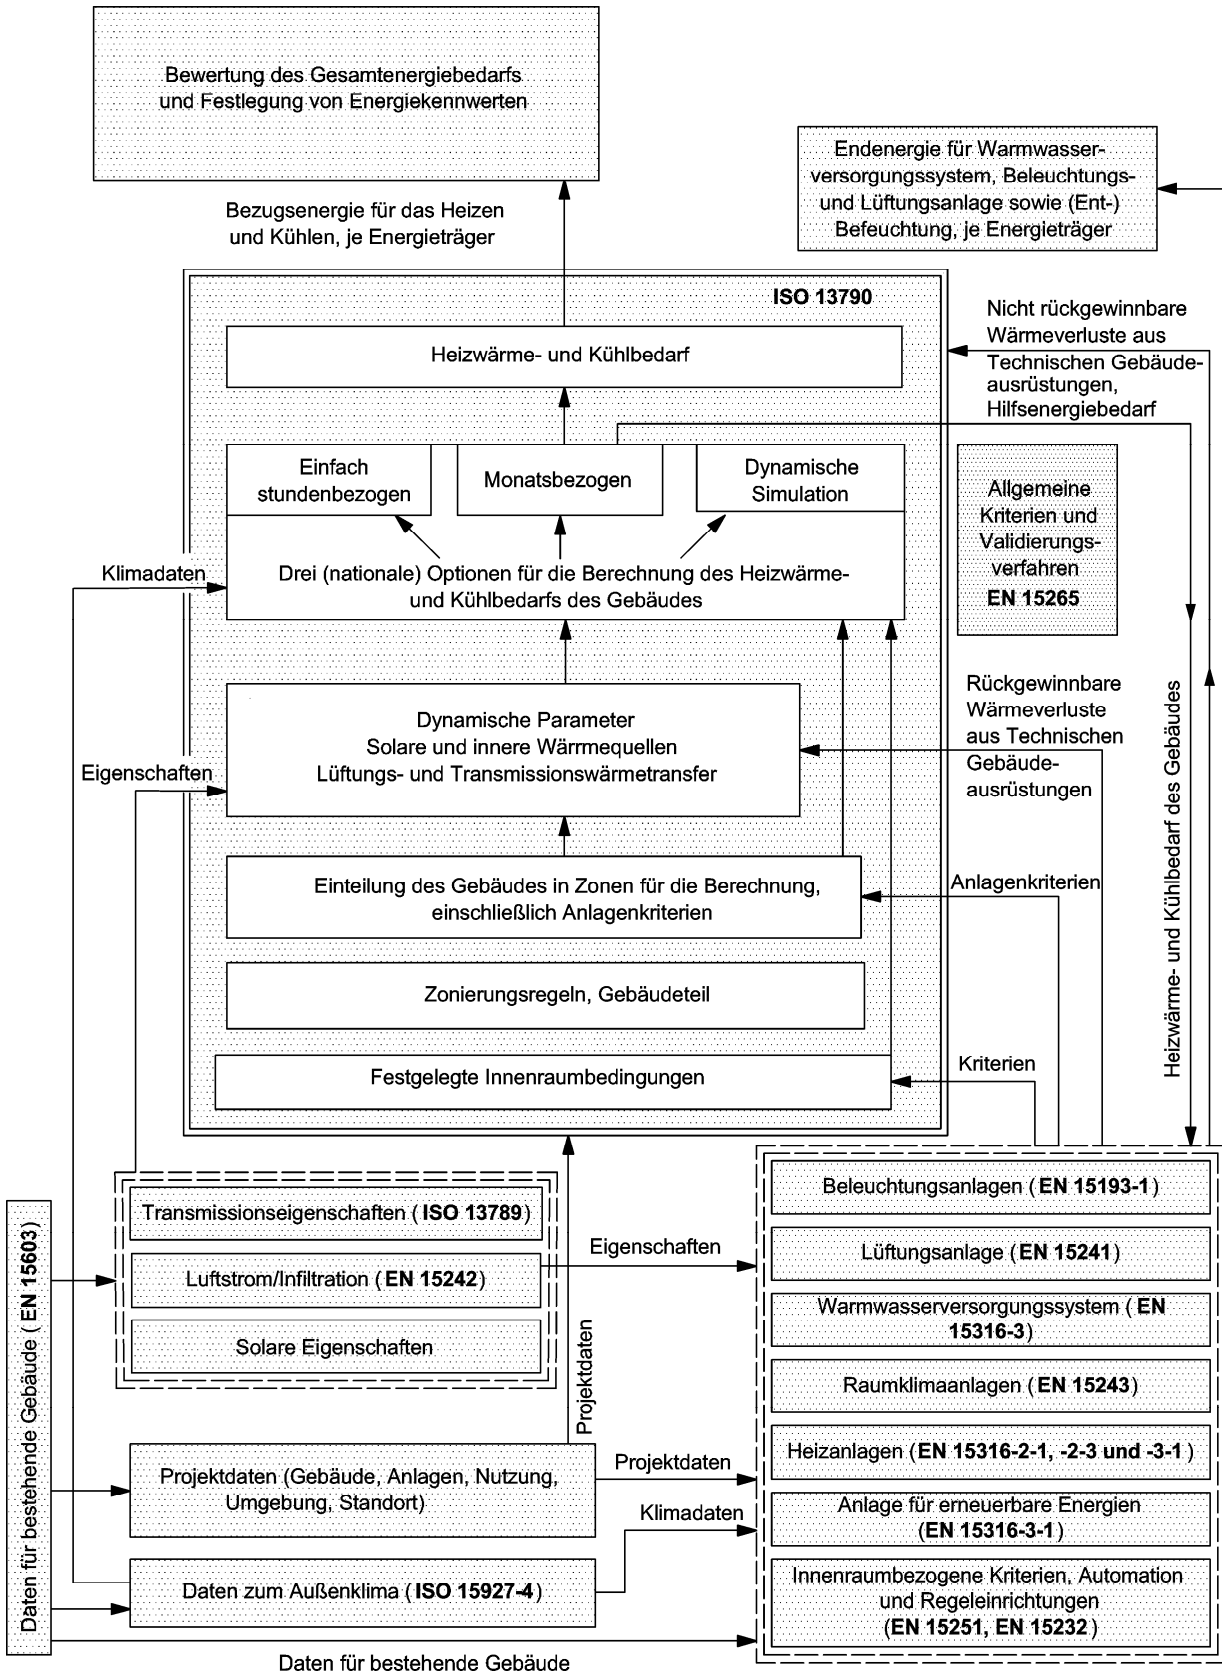 Bewertung des Gesamtenergiebedarfs
und Festlegung von Energiekennwerten
Endenergie für Warmwasser-
versorgungssystem, Beleuchtungs-
und Lüftungsanlage sowie (Ent-)
Befeuchtung, je Energieträger
Bezugsenergie für das Heizen
und Kühlen, je Energieträger
ISO 13790
Nicht rückgewinnbare
Wärmeverluste aus
Technischen Gebäude-
ausrüstungen,
Hilfsenergiebedarf
Heizwärme- und Kühlbedarf
Einfach
stundenbezogen
Monatsbezogen
Dynamische
Simulation
Allgemeine
Kriterien und
Validierungs-
verfahren
EN 15265
Klimadaten
Drei (nationale) Optionen für die Berechnung des Heizwärme-
und Kühlbedarfs des Gebäudes
Rückgewinnbare
Wärmeverluste
aus Technischen
Gebäude-
ausrüstungen
Heizwärme- und Kühlbedarf des Gebäudes
Dynamische Parameter
Solare und innere Wärrmequellen
Lüftungs- und Transmissionswärmetransfer
Eigenschaften
Einteilung des Gebäudes in Zonen für die Berechnung,
einschließlich Anlagenkriterien
Anlagenkriterien
Zonierungsregeln, Gebäudeteil
Festgelegte Innenraumbedingungen
Kriterien
Daten für bestehende Gebäude (EN 15603)
Transmissionseigenschaften (ISO 13789)
Luftstrom/Infiltration (EN 15242)
Solare Eigenschaften
Eigenschaften
Projektdaten
Projektdaten (Gebäude, Anlagen, Nutzung,
Umgebung, Standort)
Projektdaten
Klimadaten
Daten zum Außenklima (ISO 15927-4)
Daten für bestehende Gebäude
Beleuchtungsanlagen (EN 15193-1)
Lüftungsanlage (EN 15241)
Warmwasserversorgungssystem (EN
15316-3)
Raumklimaanlagen (EN 15243)
Heizanlagen (EN 15316-2-1, -2-3 und -3-1)
Anlage für erneuerbare Energien
(EN 15316-3-1)
Innenraumbezogene Kriterien, Automation
und Regeleinrichtungen
(EN 15251, EN 15232)